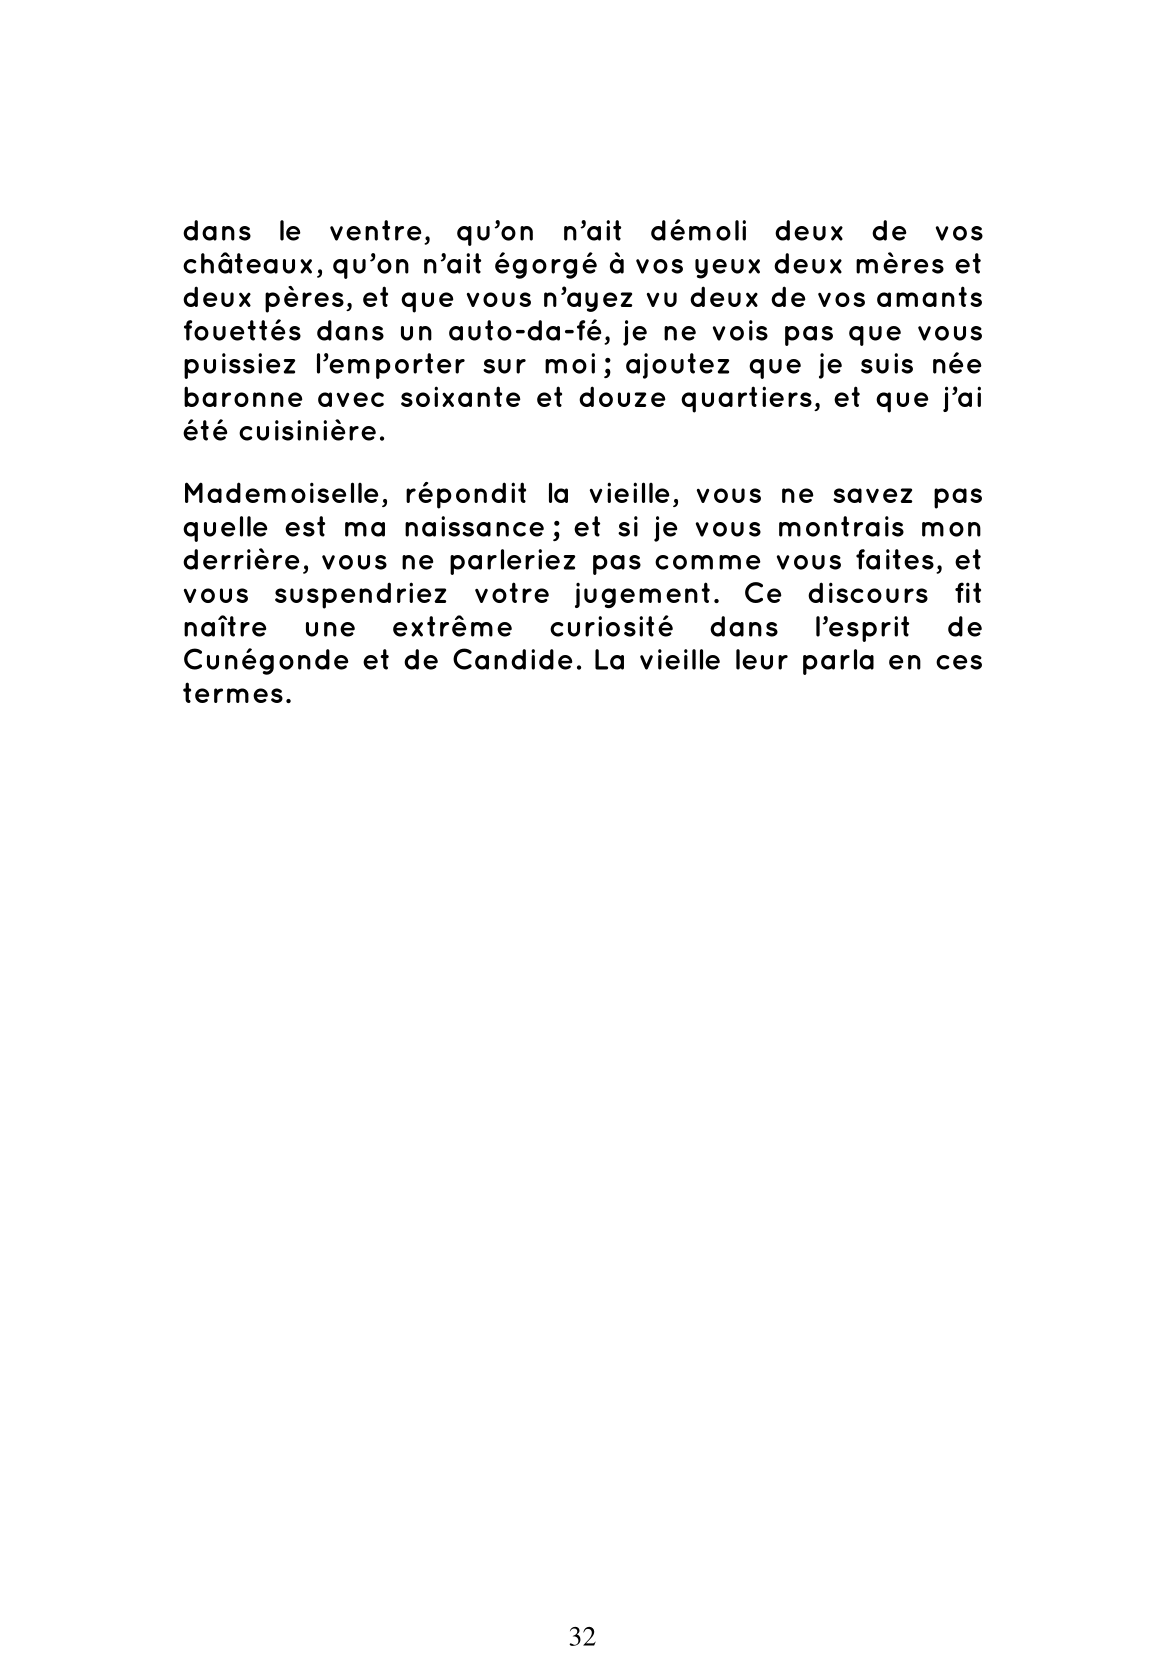 dans le ventre, qu’on n’ait démoli deux de vos
châteaux, qu’on n’ait égorgé à vos yeux deux mères et
deux pères, et que vous n’ayez vu deux de vos amants
fouettés dans un auto-da-fé, je ne vois pas que vous
puissiez l’emporter sur moi ; ajoutez que je suis née
baronne avec soixante et douze quartiers, et que j’ai
été cuisinière.
Mademoiselle, répondit la vieille, vous ne savez pas
quelle est ma naissance ; et si je vous montrais mon
derrière, vous ne parleriez pas comme vous faites, et
vous suspendriez votre jugement. Ce discours fit
naître une extrême curiosité dans l’esprit de
Cunégonde et de Candide. La vieille leur parla en ces
termes.
32